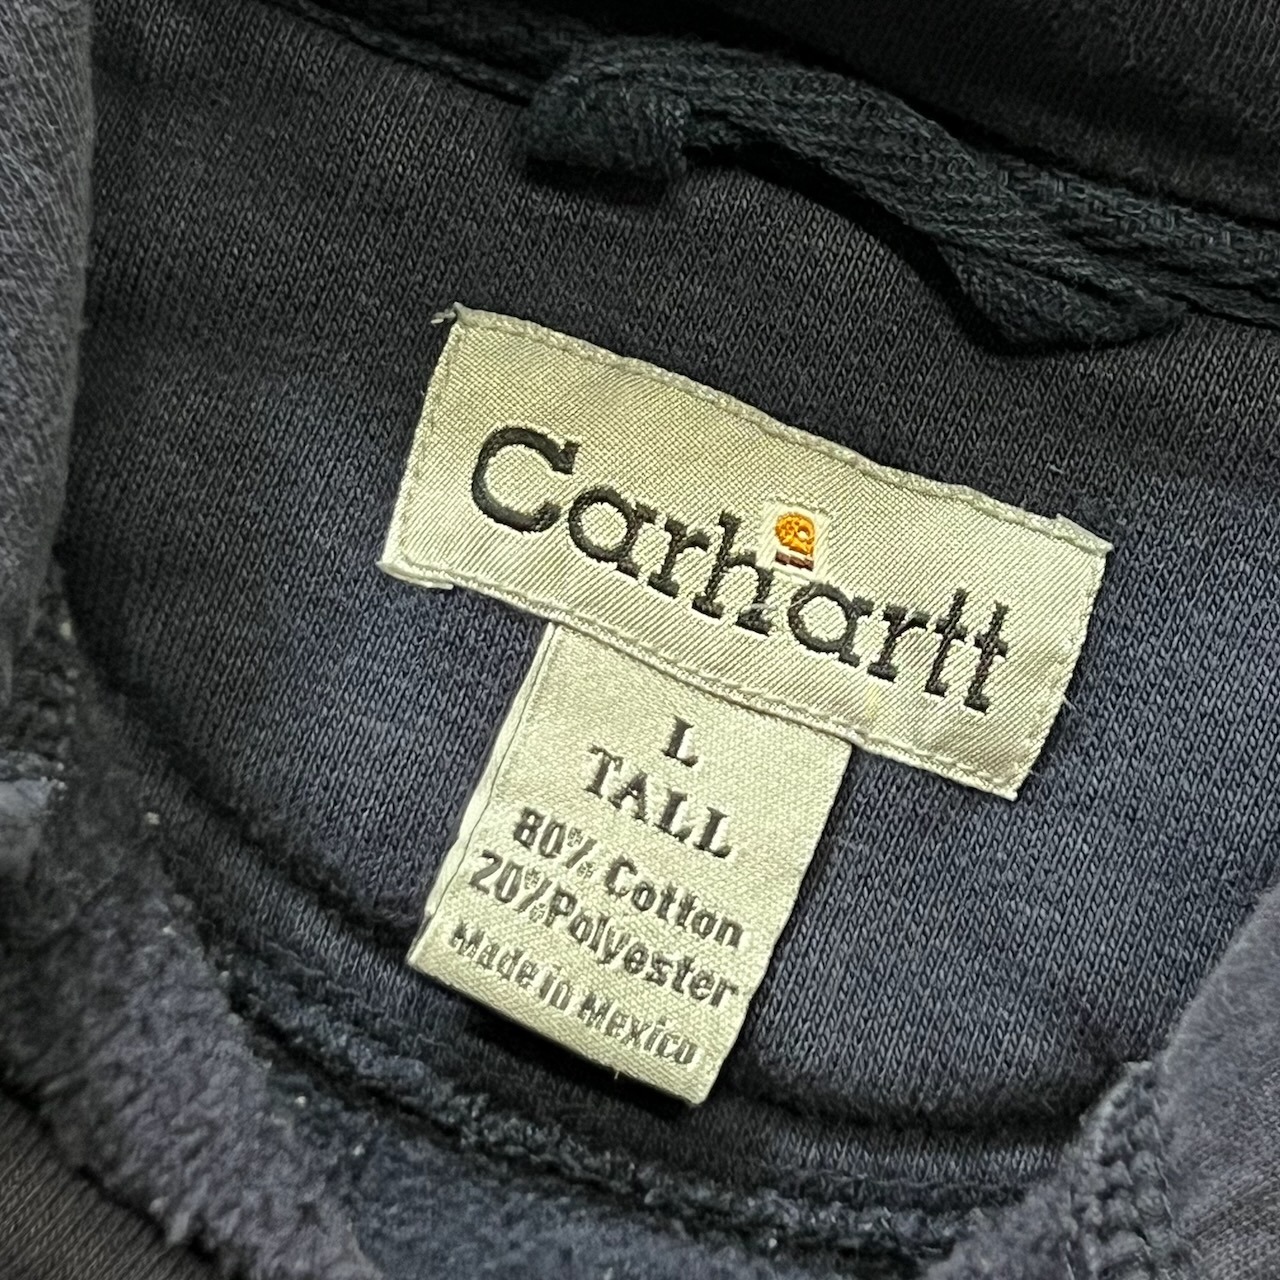 Carhartt
L
TALL
80% Cotton
20%Polyester
Made in Mexico